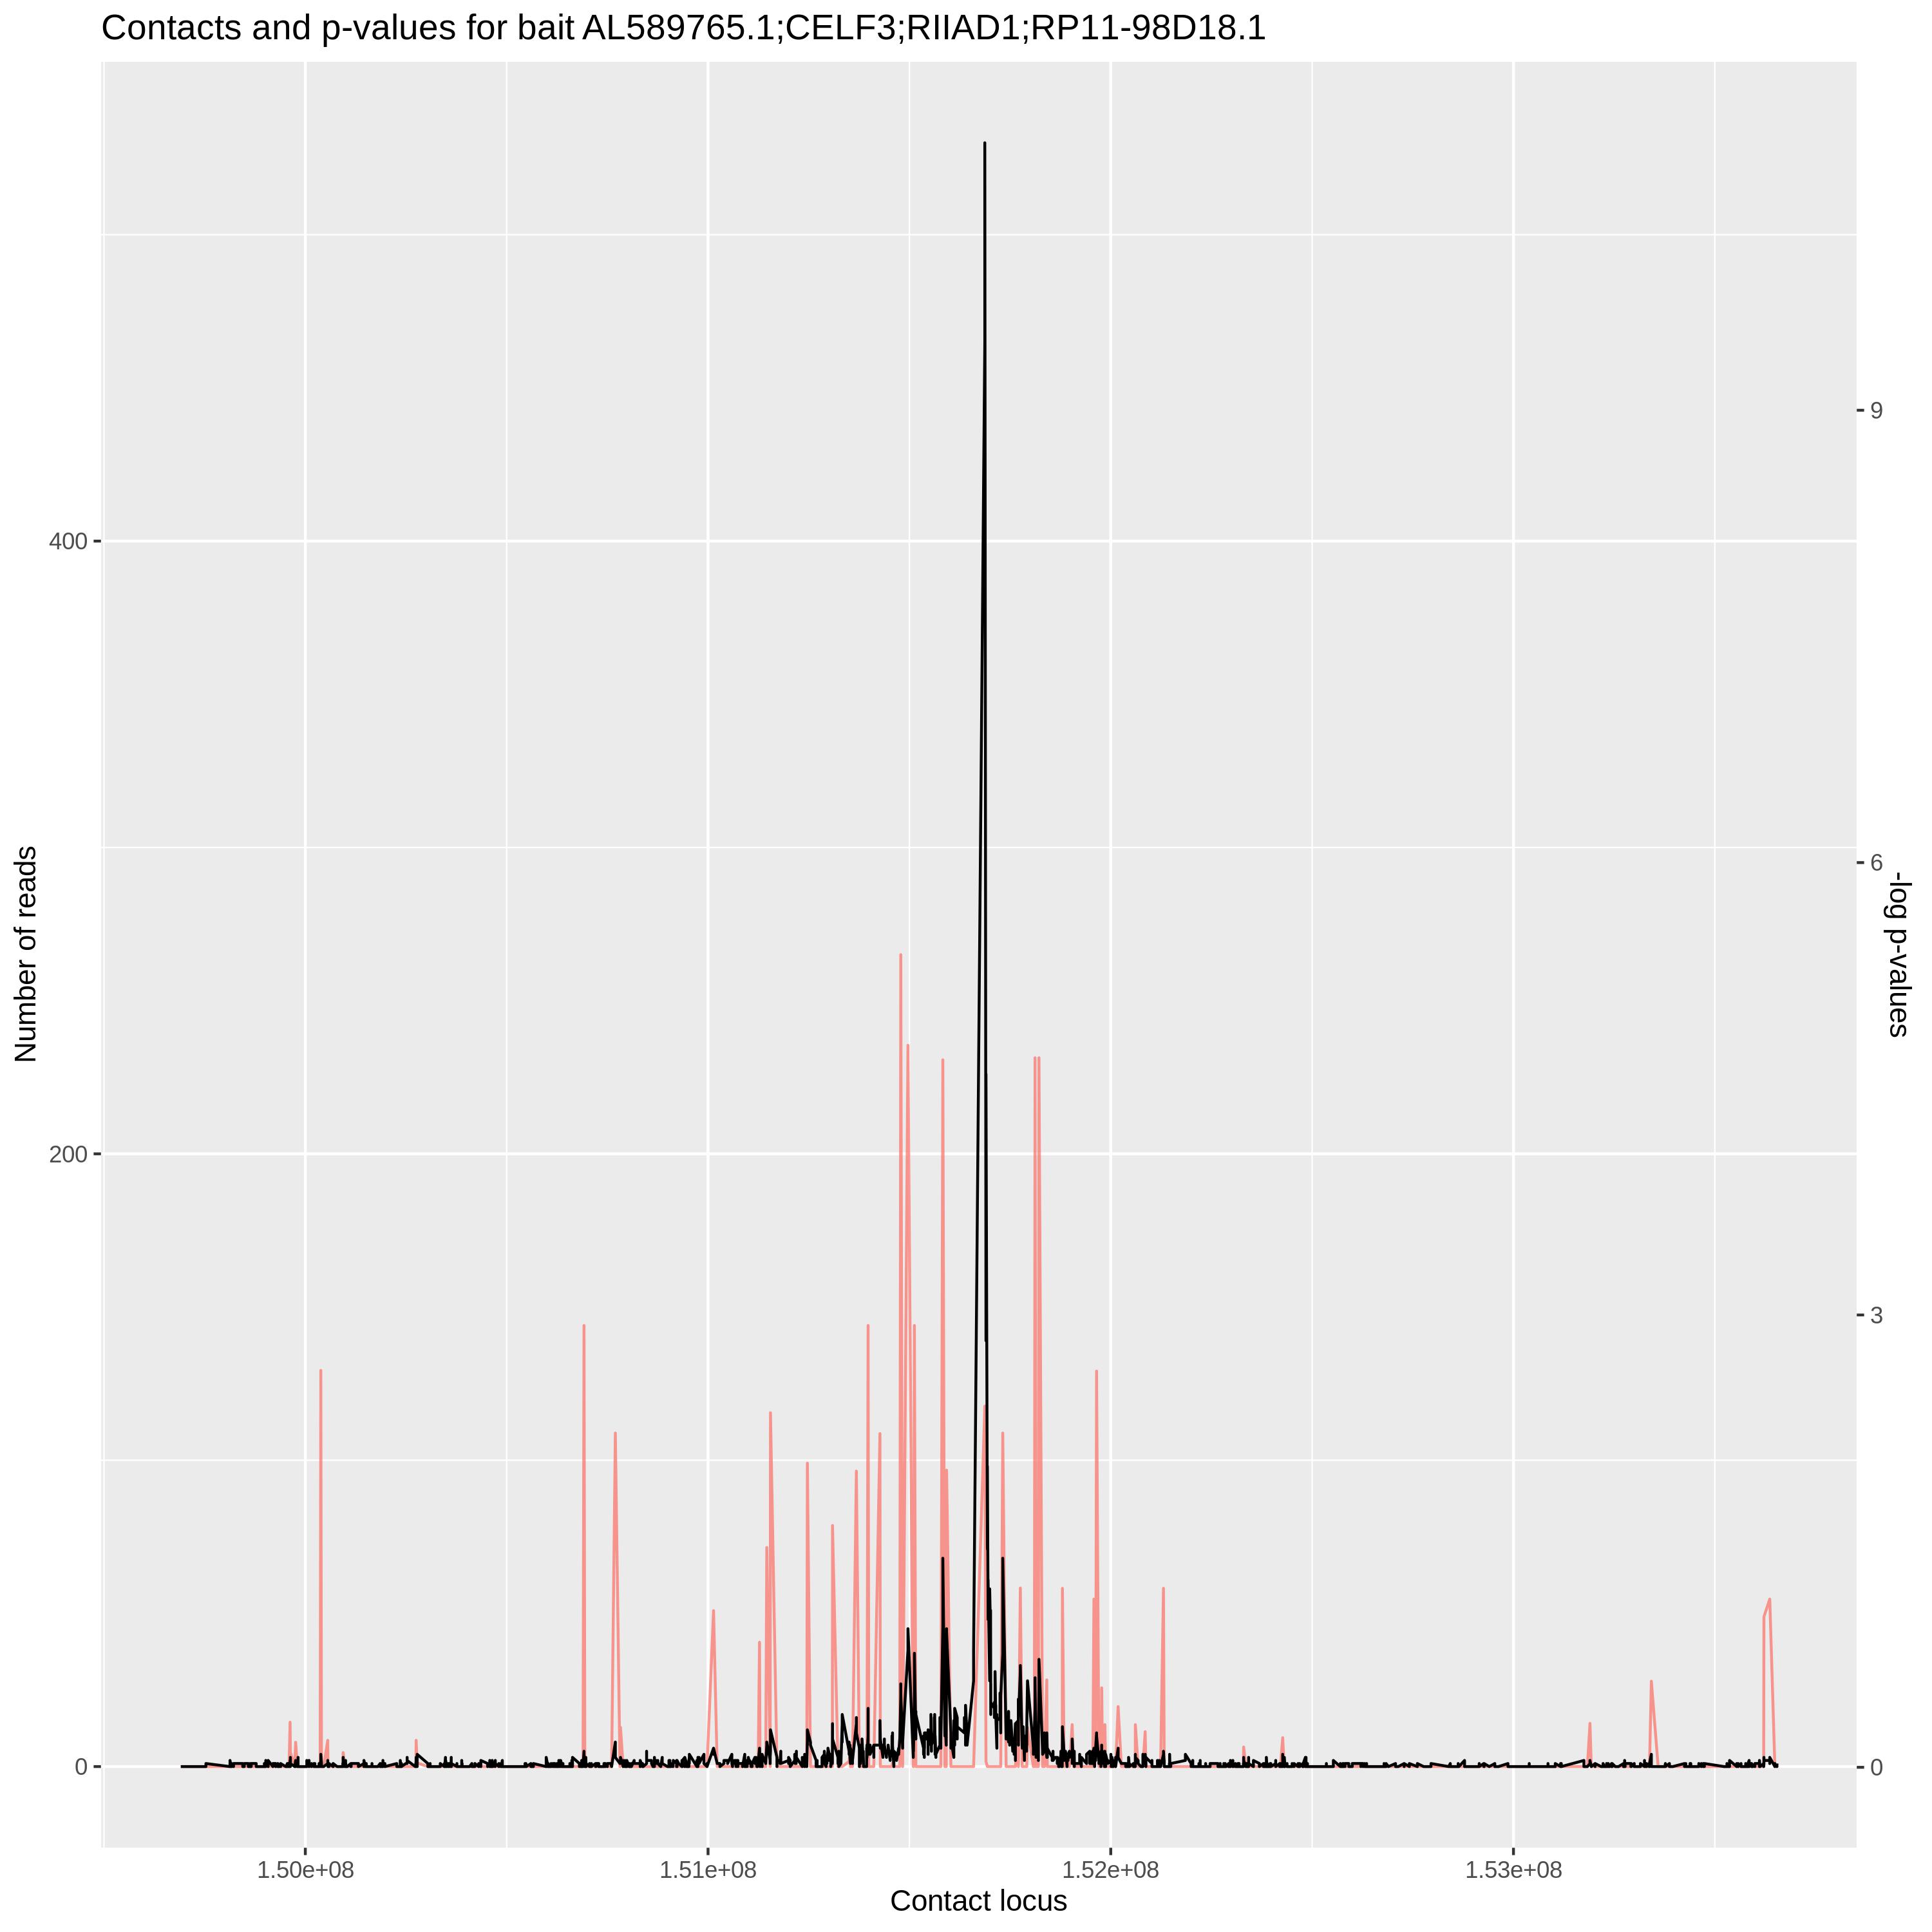 Contacts and p-values for bait AL589765.1;CELF3;RIIAD1;RP11-98D18.1
Number of reads
400
200
0
9
6
3
0
-log p-values
1.50e+08
1.51e+08
1.52e+08
1.53e+08
Contact locus